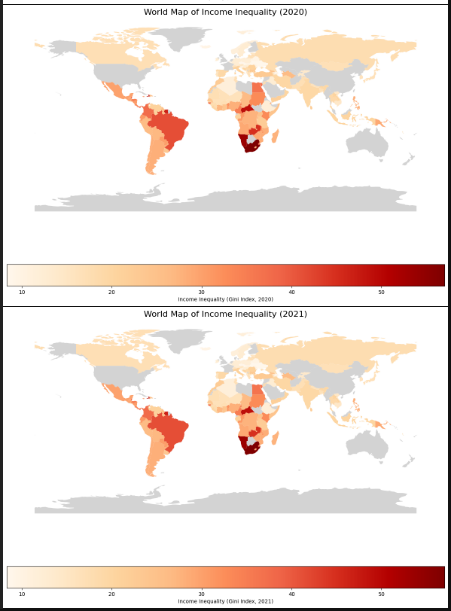 World Map of Income Inequality (2020)
10 20 30 40 50
Income Inequality (Gini Index, 2020)
World Map of Income Inequality (2021)
10 20 30 40 50
Income Inequality (Gini Index, 2021)